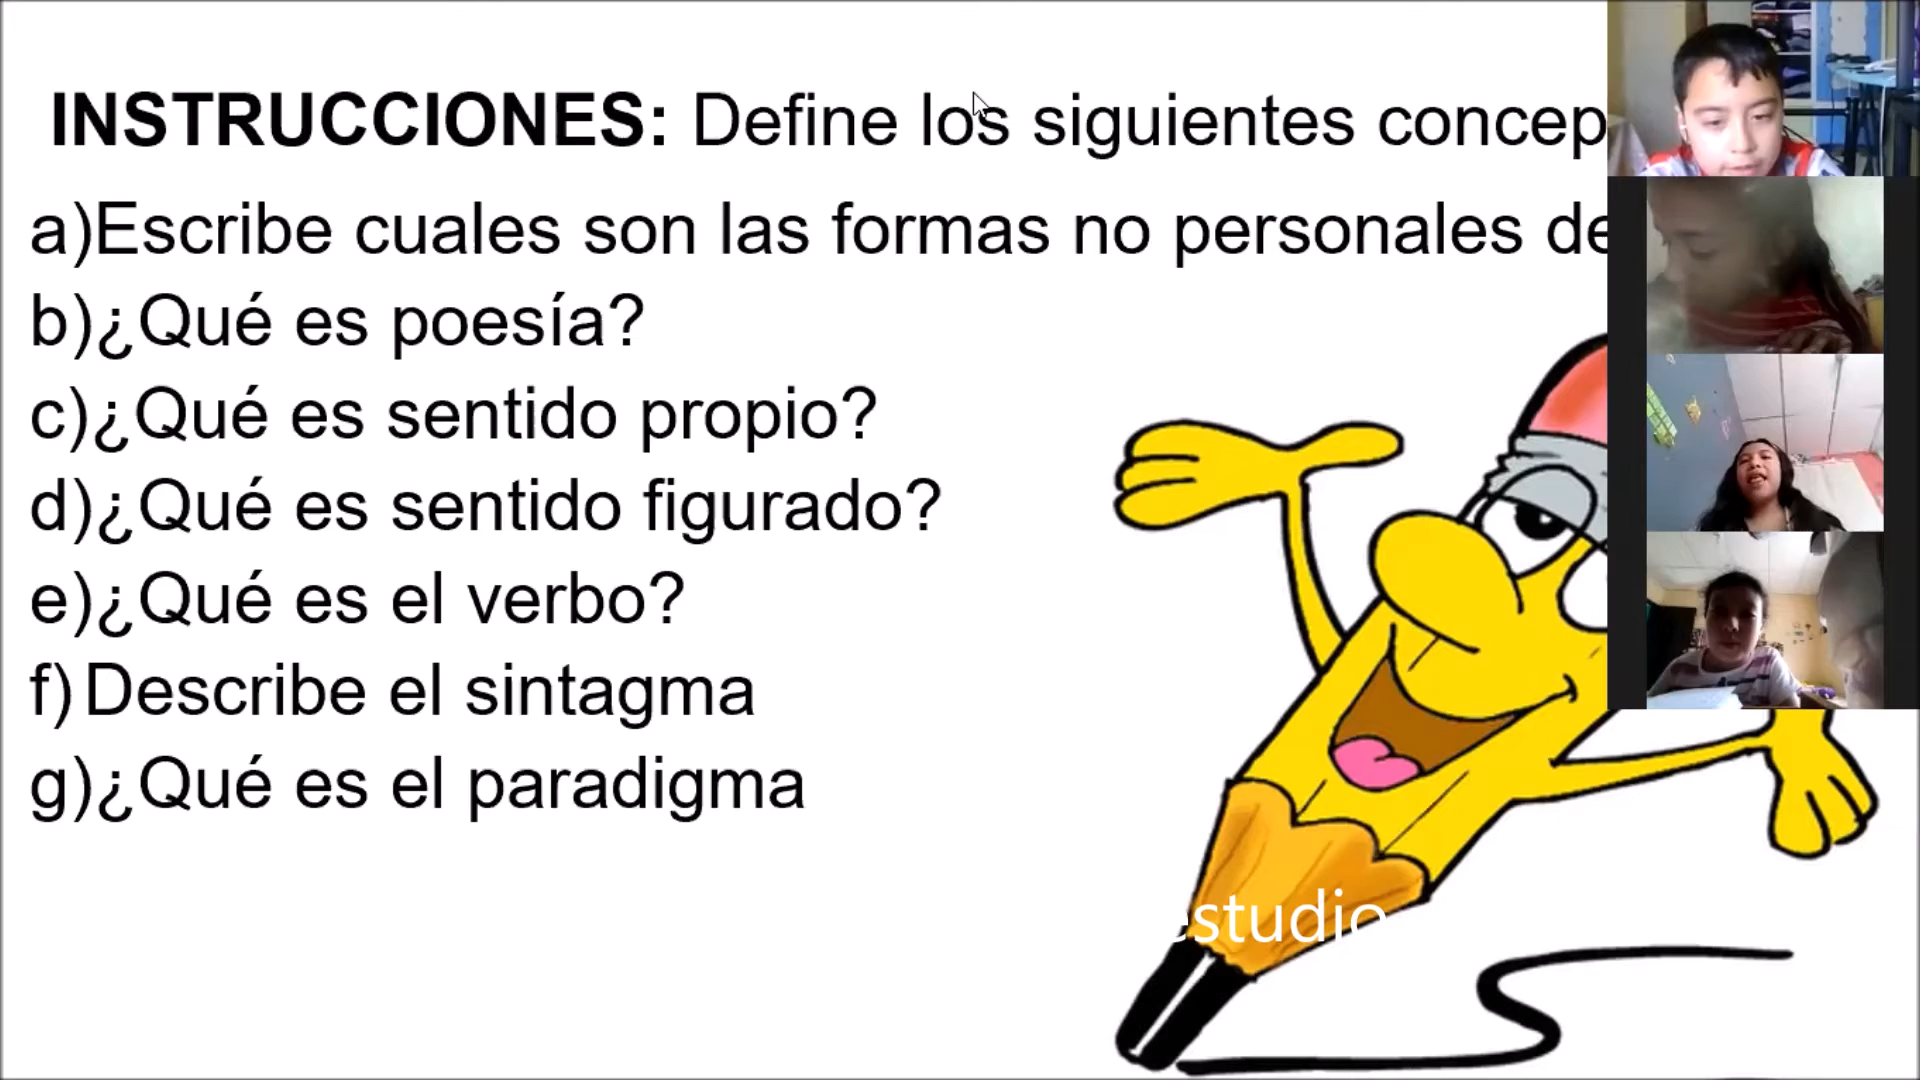 INSTRUCCIONES: Define los siguientes concep
a)Escribe cuales son las formas no personales de
b)¿Qué es poesía?
c)¿Qué es sentido propio?
d)¿Qué es sentido figurado?
e)¿Qué es el verbo?
f) Describe el sintagma
g)¿Qué es el paradigma
estudio